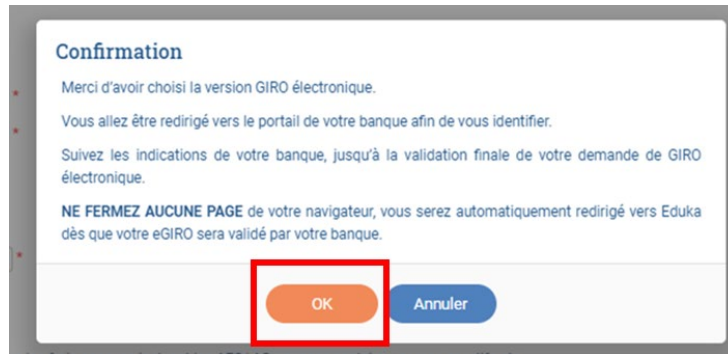 Confirmation
Merci d'avoir choisi la version GIRO électronique.
Vous allez être redirigé vers le portail de votre banque afin de vous identifier.
Suivez les indications de votre banque, jusqu'à la validation finale de votre demande de GIRO
électronique.
NE FERMEZ AUCUNE PAGE de votre navigateur, vous serez automatiquement redirigé vers Eduka
dès que votre eGIRO sera validé par votre banque.
OK
Annuler